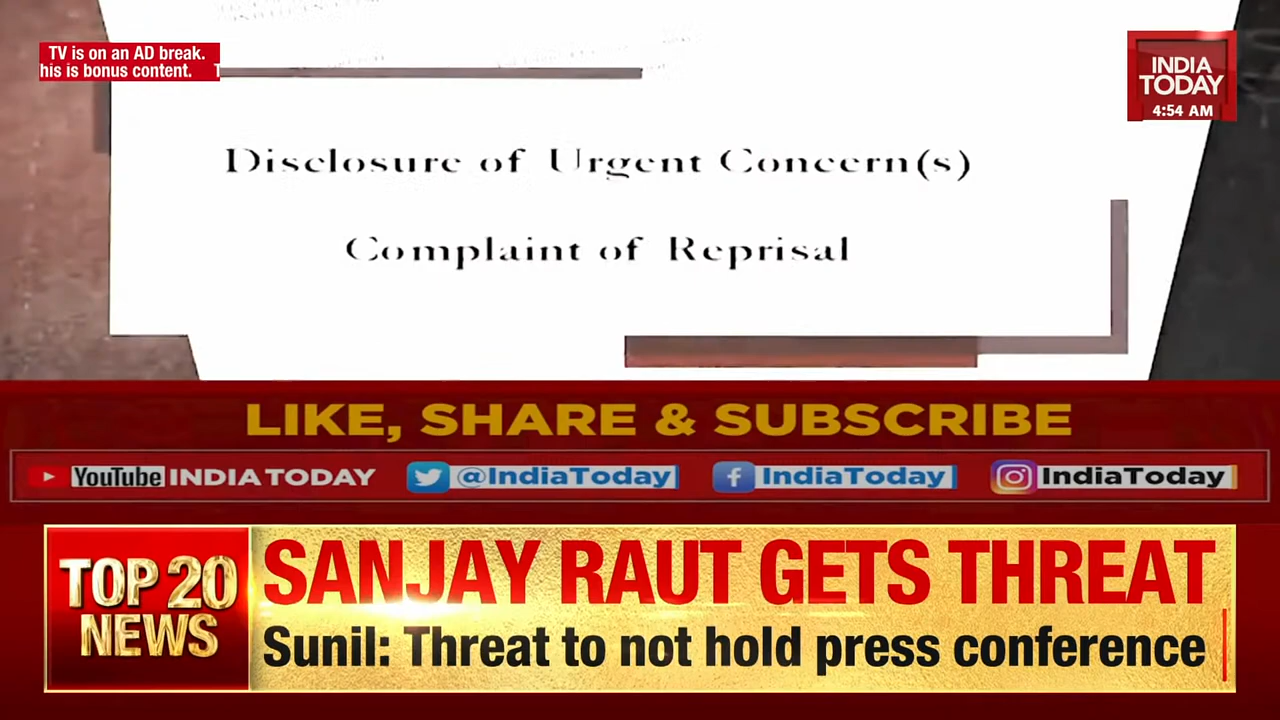 TV is on an AD break.
his is bonus content.
INDIA
TODAY
4:54 AM
Disclosure of Urgent Concern(s)
Complaint of Reprisal
LIKE, SHARE & SUBSCRIBE
YouTube INDIA TODAY
@IndiaToday
IndiaToday
IndiaToday
TOP 20
NEWS
SANJAY RAUT GETS THREAT
Sunil: Threat to not hold press conference